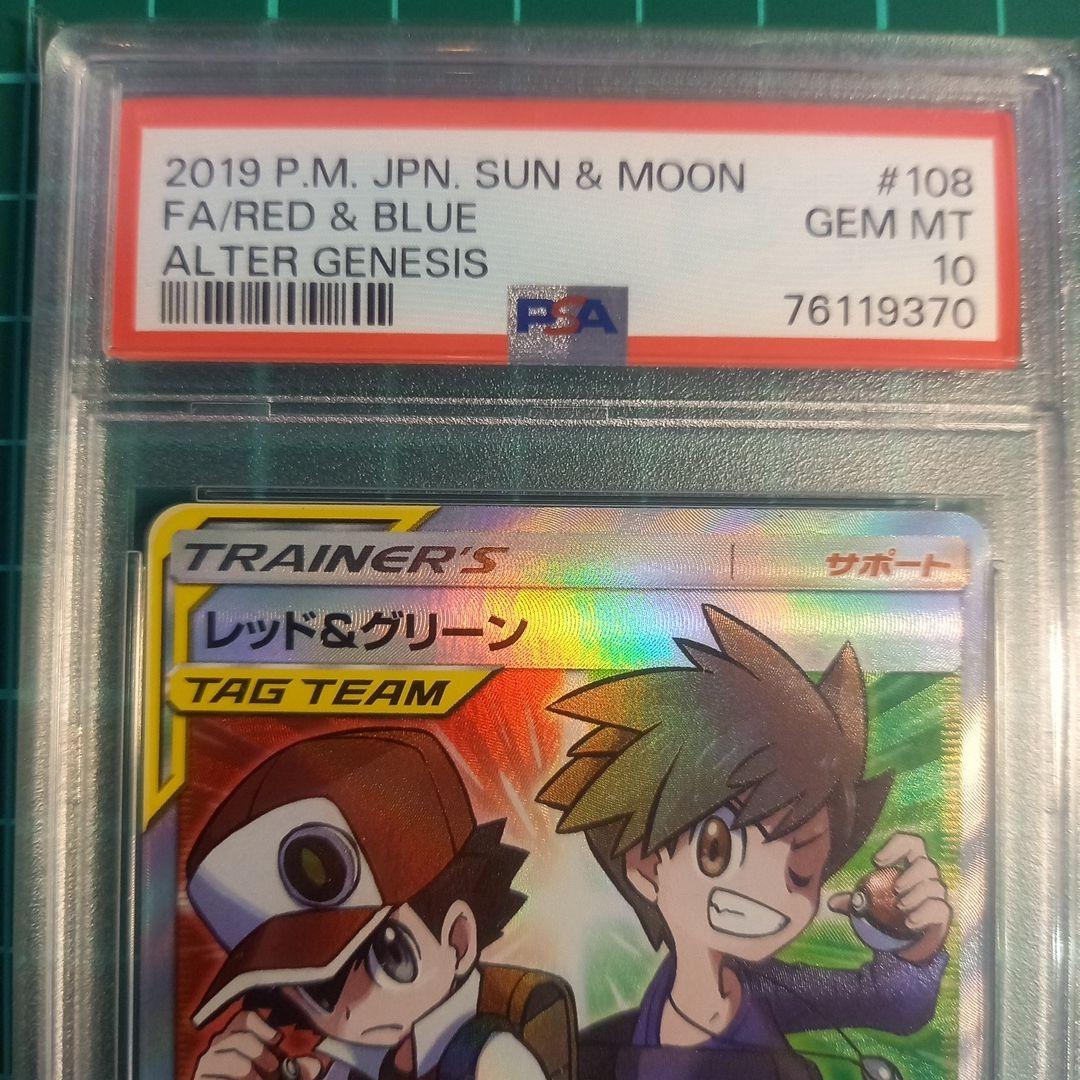 2019 P.M. JPN. SUN & MOON #108
FA/RED & BLUE GEM MT
ALTER GENESIS 10
76119370
PSA
TRAINER'S サポート
レッド&グリーン
TAG TEAM